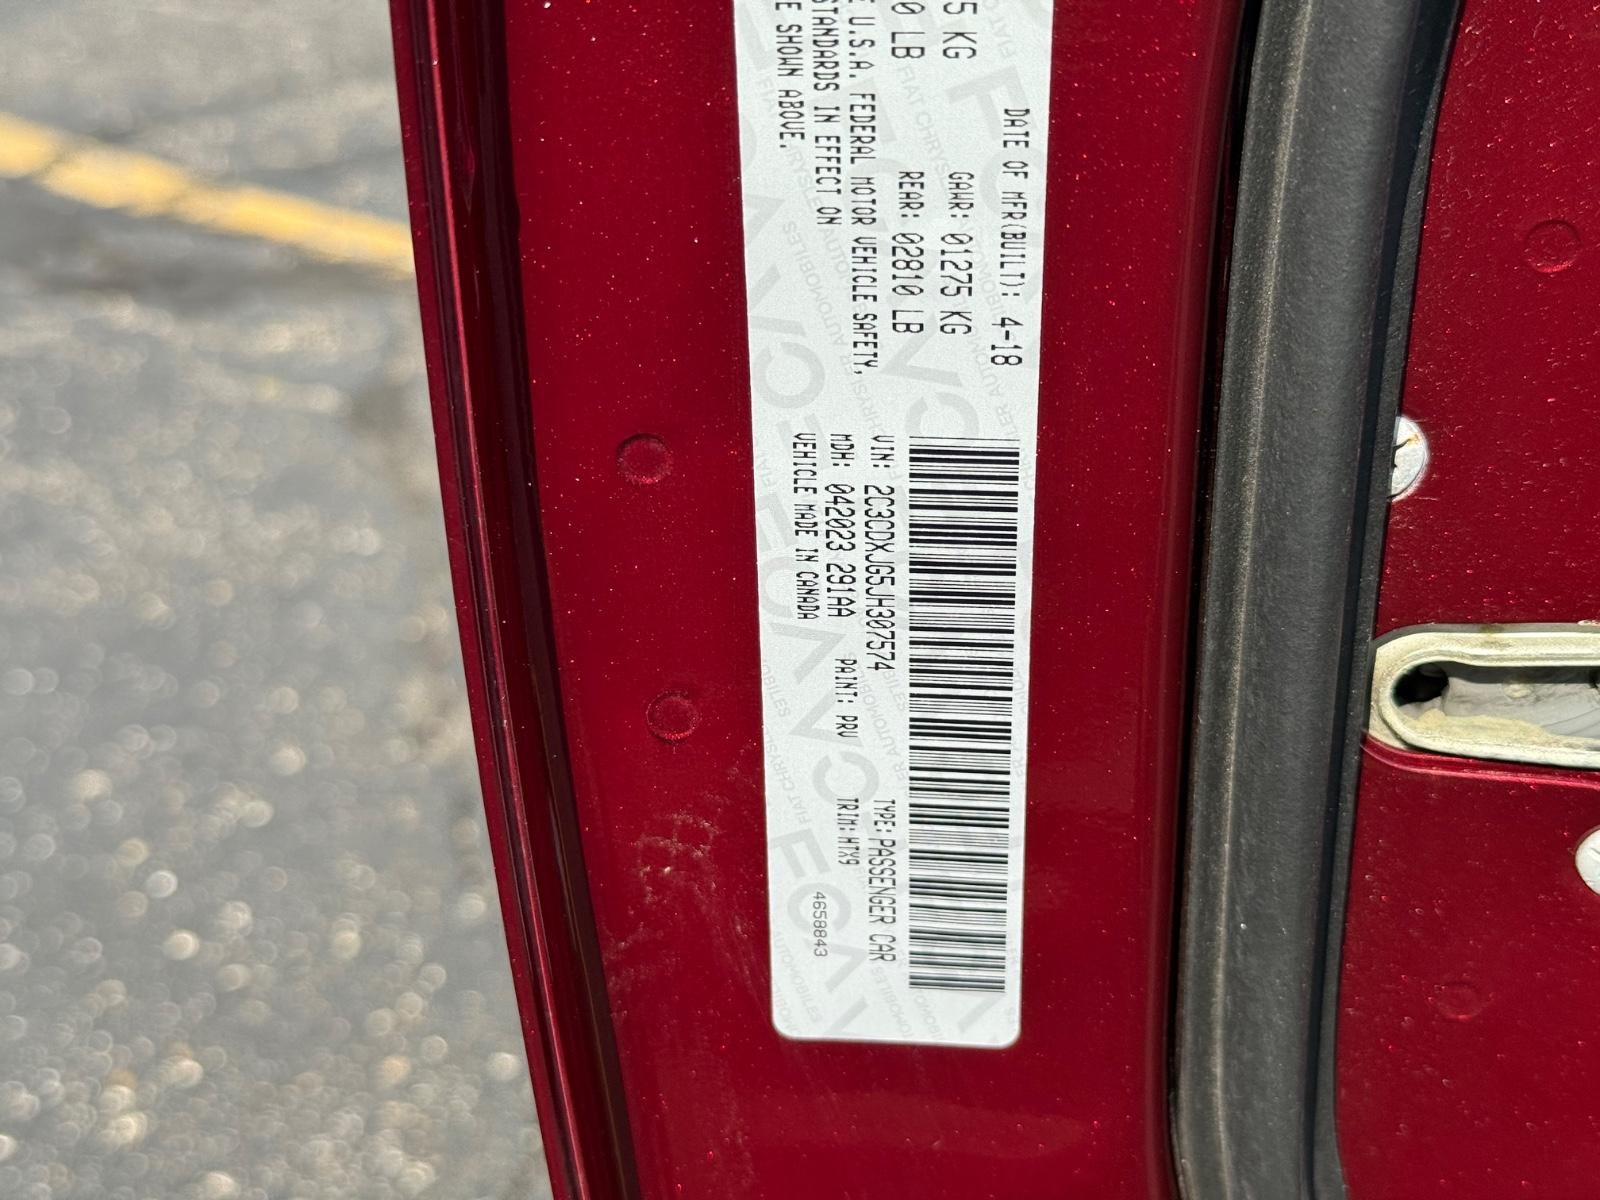 DATE OF MFR(BUILT): 4-18
5 KG GAWR: 01275 KG
0 LB REAR: 02810 LB
E U.S.A. FEDERAL MOTOR VEHICLE SAFETY,
STANDARDS IN EFFECT ON
E SHOWN ABOVE.
VIN: 2C3CDXJG5JH307574 TYPE: PASSENGER CAR
MDH: 042023 291AA PAINT: PRV TRIM: HTX9
VEHICLE MADE IN CANADA
4658843